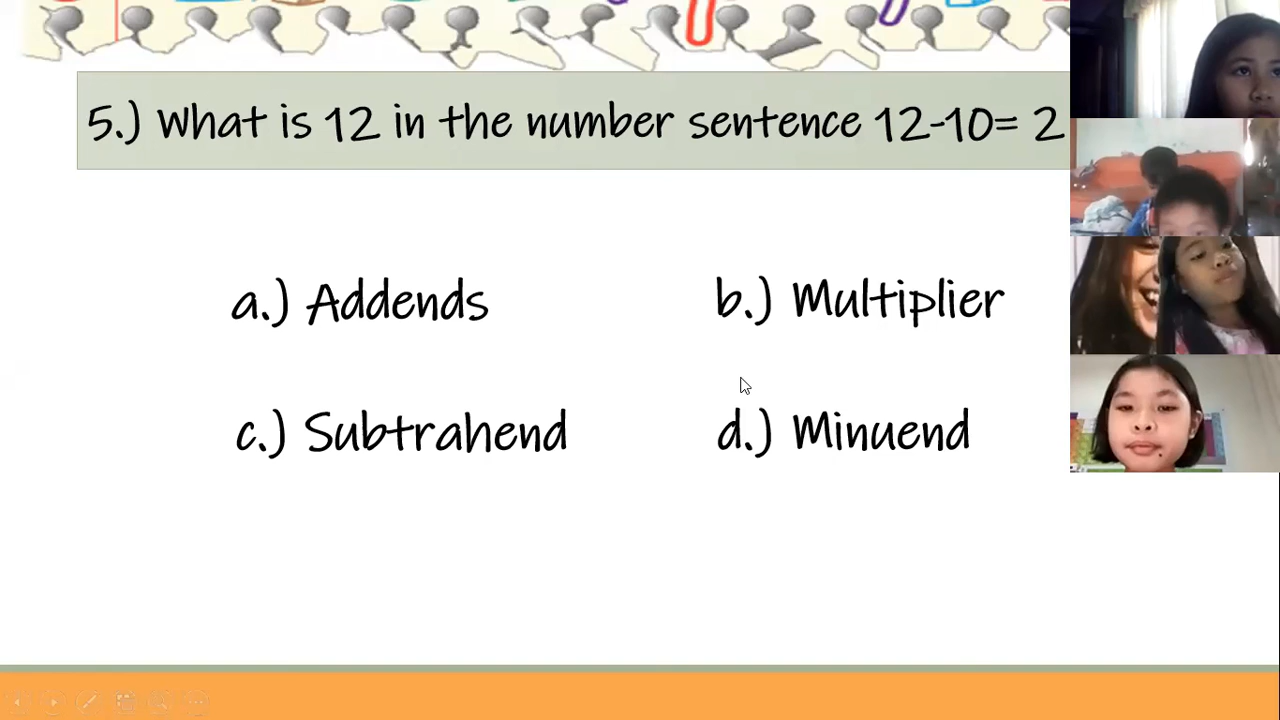 5.) What is 12 in the number sentence 12-10= 2
a.) Addends
b.) Multiplier
c.) Subtrahend
d.) Minuend